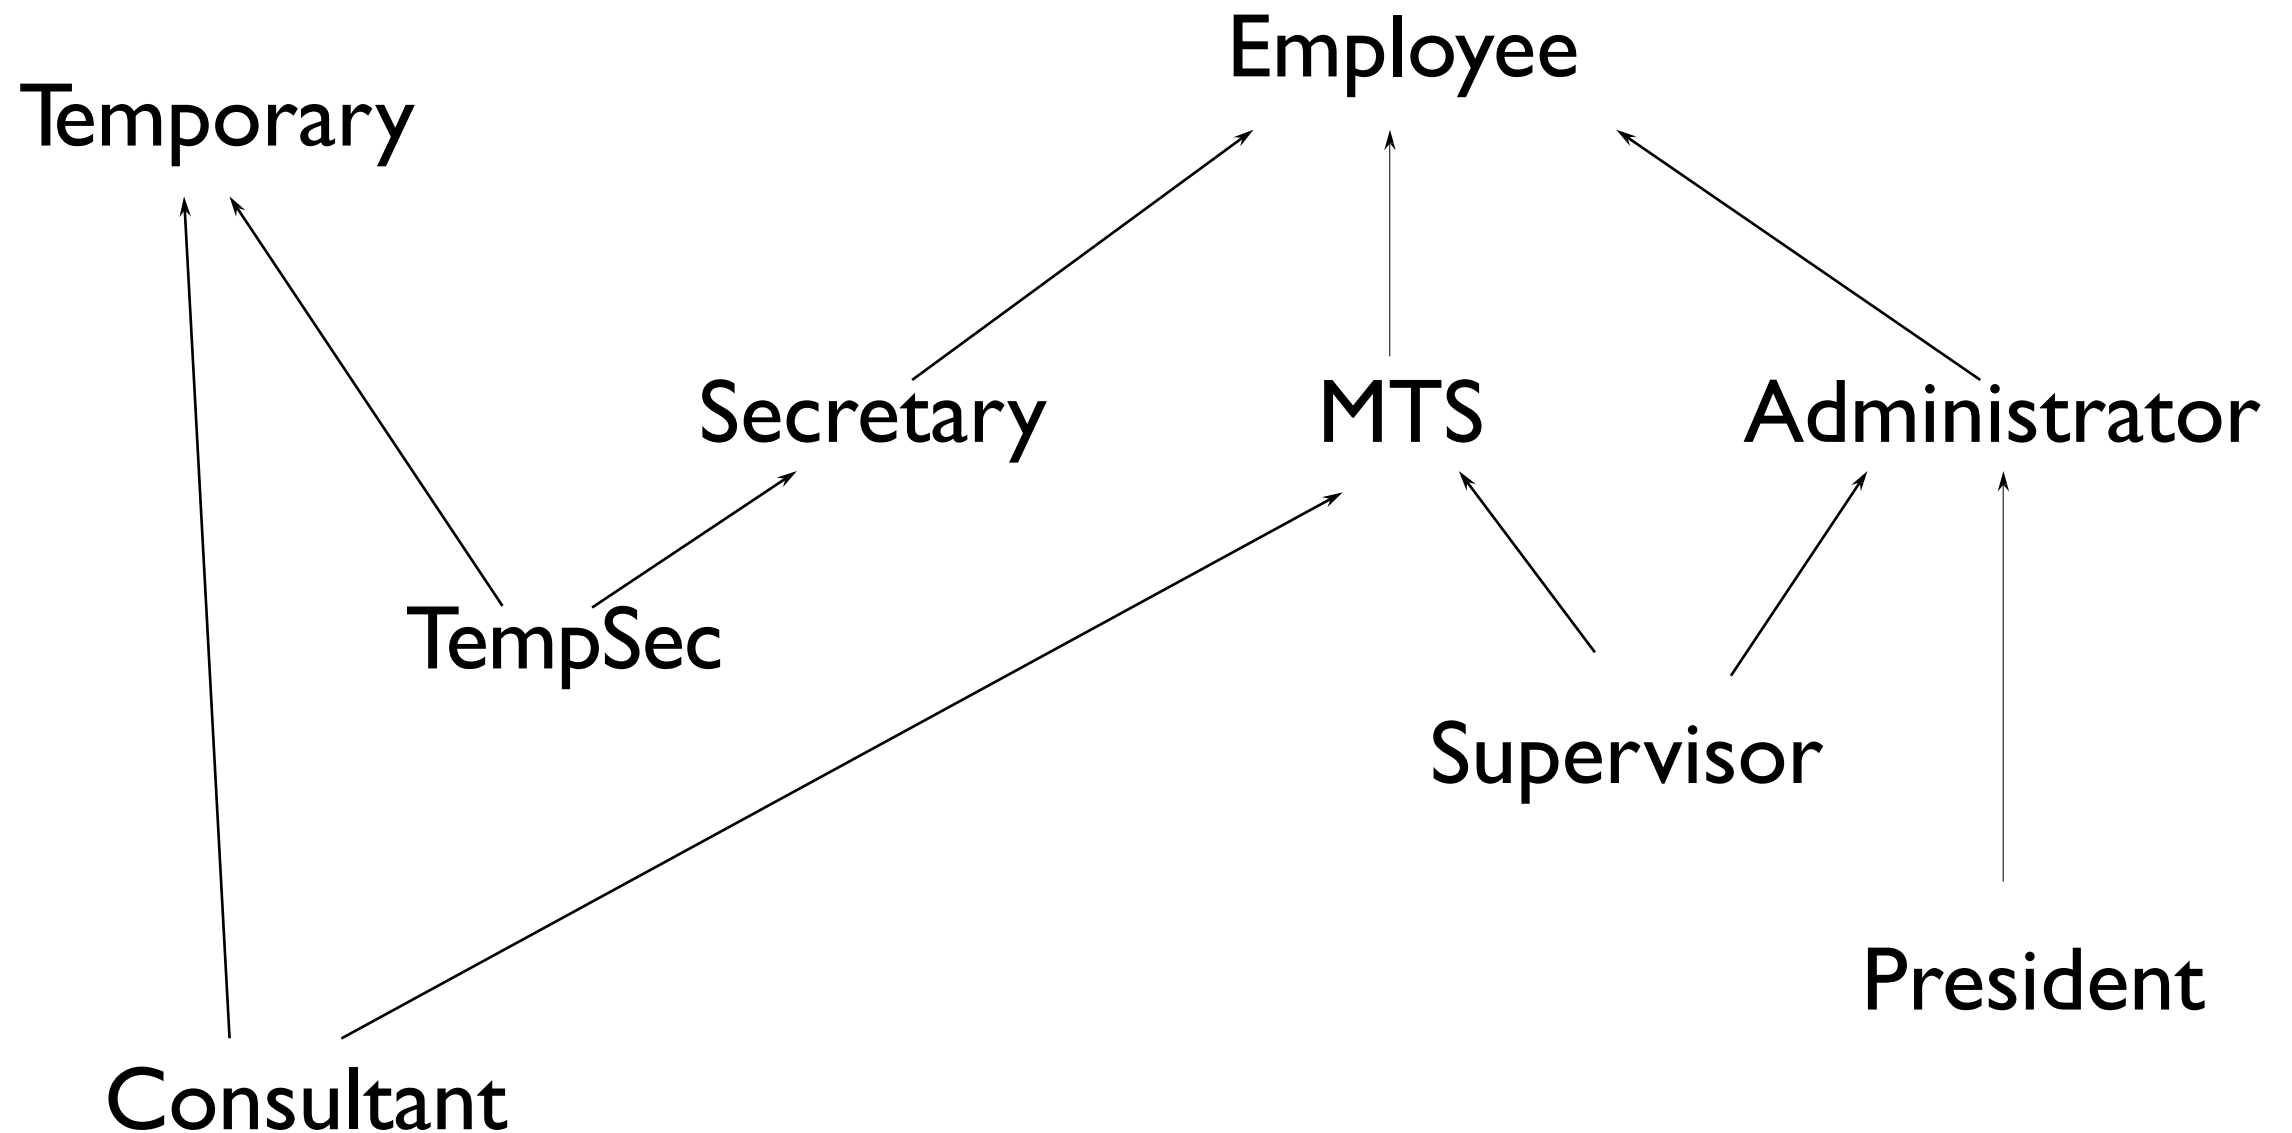 Employee
Temporary
Secretary
MTS
Administrator
TempSec
Supervisor
President
Consultant